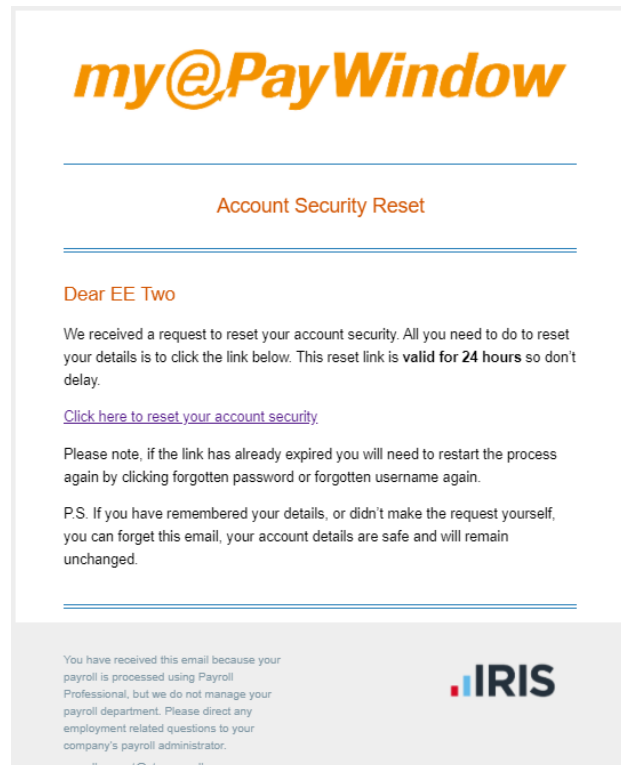 my@PayWindow
Account Security Reset
Dear EE Two
We received a request to reset your account security. All you need to do to reset
your details is to click the link below. This reset link is valid for 24 hours so don't
delay.
Click here to reset your account security
Please note, if the link has already expired you will need to restart the process
again by clicking forgotten password or forgotten username again.
P.S. If you have remembered your details, or didn't make the request yourself,
you can forget this email, your account details are safe and will remain
unchanged.
You have received this email because your
payroll is processed using Payroll
Professional, but we do not manage your
payroll department. Please direct any
employment related questions to your
company's payroll administrator.
IRIS